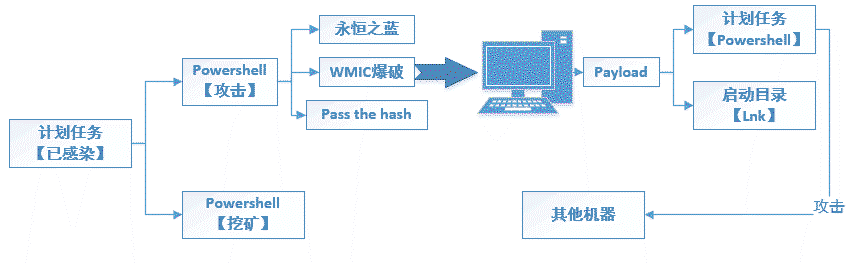 计划任务
【已感染】
Powershell
【攻击】
Powershell
【挖矿】
永恒之蓝
WMIC爆破
Pass the hash
Payload
计划任务
【Powershell】
启动目录
【Lnk】
攻击
其他机器